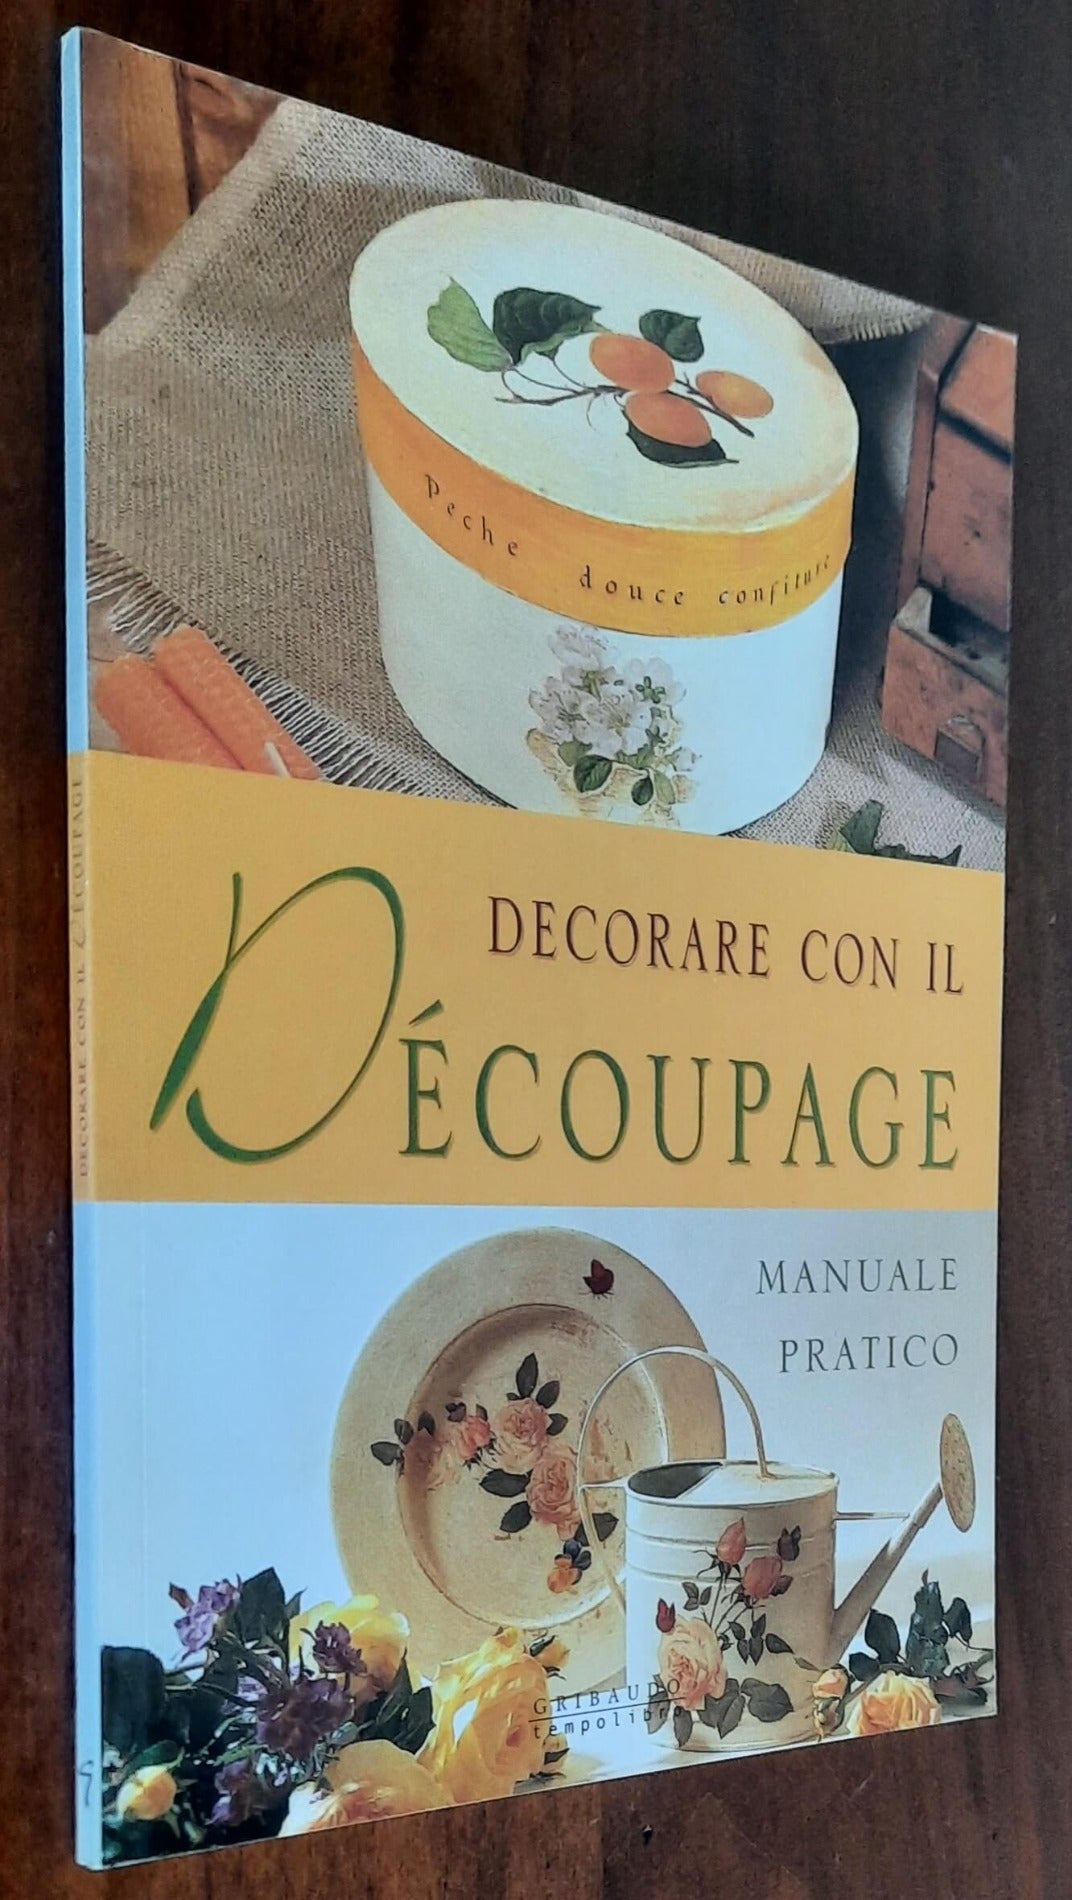 Peche douce confiture
DECORARE CON IL
DÉCOUPAGE
MANUALE
PRATICO
GRIBAUDO
tempolibro
DECORARE CON IL DÉCOUPAGE